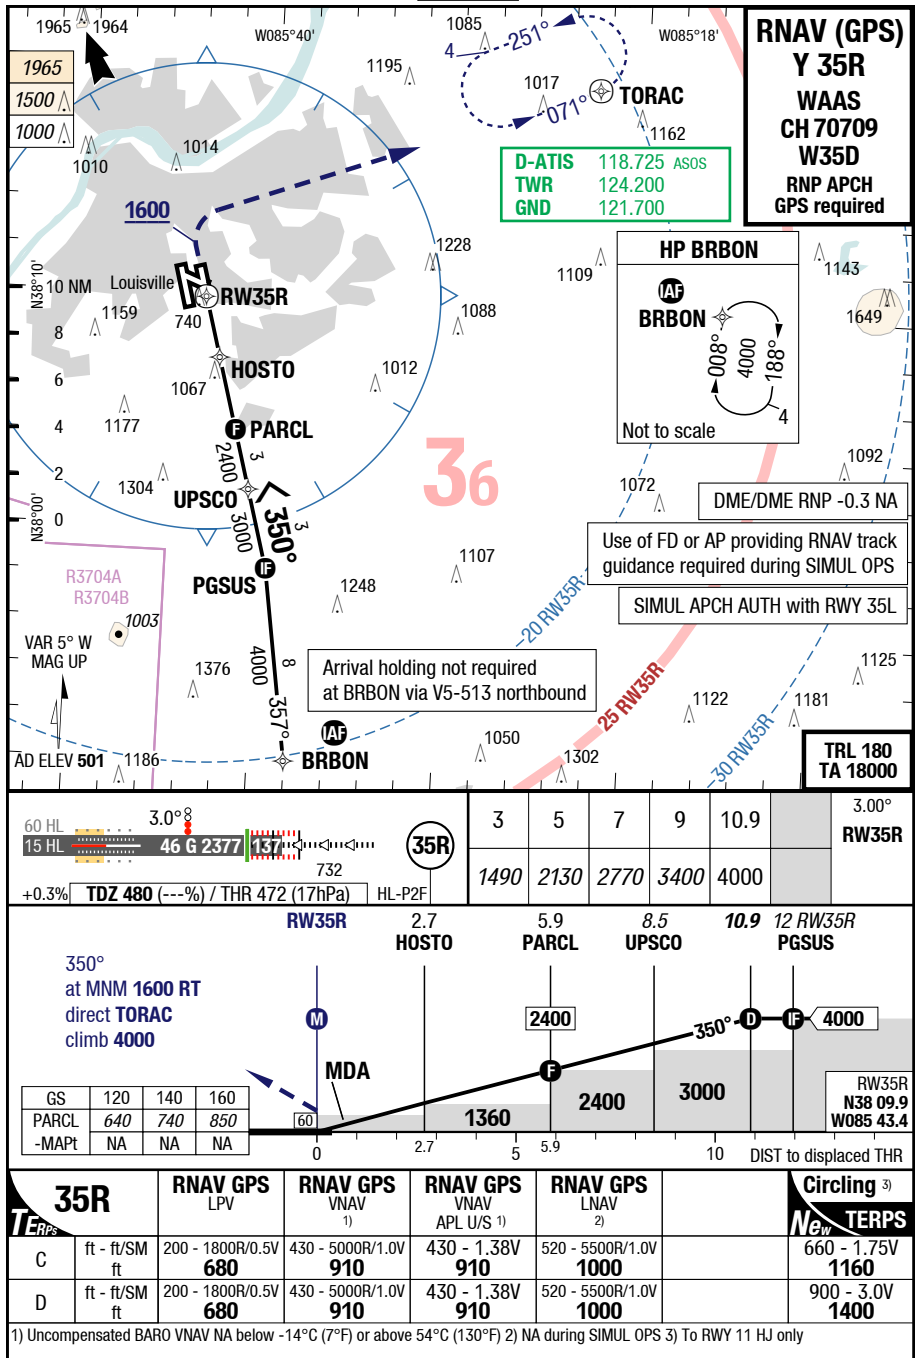 1965
1964
W085°40'
1085
251°
4
W085°18'
RNAV (GPS)
Y 35R
WAAS
CH 70709
W35D
RNP APCH
GPS required
1965
1500
1000
1195
1017
071°
TORAC
1162
1010
1014
D-ATIS 118.725 ASOS
TWR 124.200
GND 121.700
1600
HP BRBON
IAF
BRBON
008°
4000
188°
4
Not to scale
1228
1109
1143
1649
N38°10'
10 NM
Louisville
RW35R
740
1159
1088
8
HOSTO
6
1067
1012
1177
4
F PARCL
2400
3
36
1304
2
UPSCO
1072
1092
DME/DME RNP -0.3 NA
N38°00'
0
3000
350°
3
Use of FD or AP providing RNAV track
guidance required during SIMUL OPS
R3704A
R3704B
PGSUS IF
1107
1248
20 RW35R
SIMUL APCH AUTH with RWY 35L
1003
VAR 5° W
MAG UP
1376
4000
8
357°
Arrival holding not required
at BRBON via V5-513 northbound
25 RW35R
1125
1122
1181
AD ELEV 501
1186
IAF
BRBON
1050
1302
30 RW35R
TRL 180
TA 18000
60 HL
15 HL
3.0°
46 G 2377
137
732
35R
+0.3%
TDZ 480 (---%) / THR 472 (17hPa)
HL-P2F
3 5 7 9 10.9
3.00°
RW35R
1490 2130 2770 3400 4000
RW35R 2.7 5.9 8.5 10.9 12 RW35R
HOSTO PARCL UPSCO PGSUS
350°
at MNM 1600 RT
direct TORAC
climb 4000
M
2400
350°
D
IF
4000
MDA
F
60
1360
2400
3000
RW35R
N38 09.9
W085 43.4
GS 120 140 160
PARCL 640 740 850
-MAPt NA NA NA
0 2.7 5 5.9 10 DIST to displaced THR
35R
TERPs
RNAV GPS
LPV
RNAV GPS
VNAV
1)
RNAV GPS
VNAV
APL U/S 1)
RNAV GPS
LNAV
2)
Circling 3)
New TERPS
C ft - ft/SM 200 - 1800R/0.5V 430 - 5000R/1.0V 430 - 1.38V 520 - 5500R/1.0V 660 - 1.75V
ft 680 910 910 1000 1160
D ft - ft/SM 200 - 1800R/0.5V 430 - 5000R/1.0V 430 - 1.38V 520 - 5500R/1.0V 900 - 3.0V
ft 680 910 910 1000 1400
1) Uncompensated BARO VNAV NA below -14°C (7°F) or above 54°C (130°F) 2) NA during SIMUL OPS 3) To RWY 11 HJ only